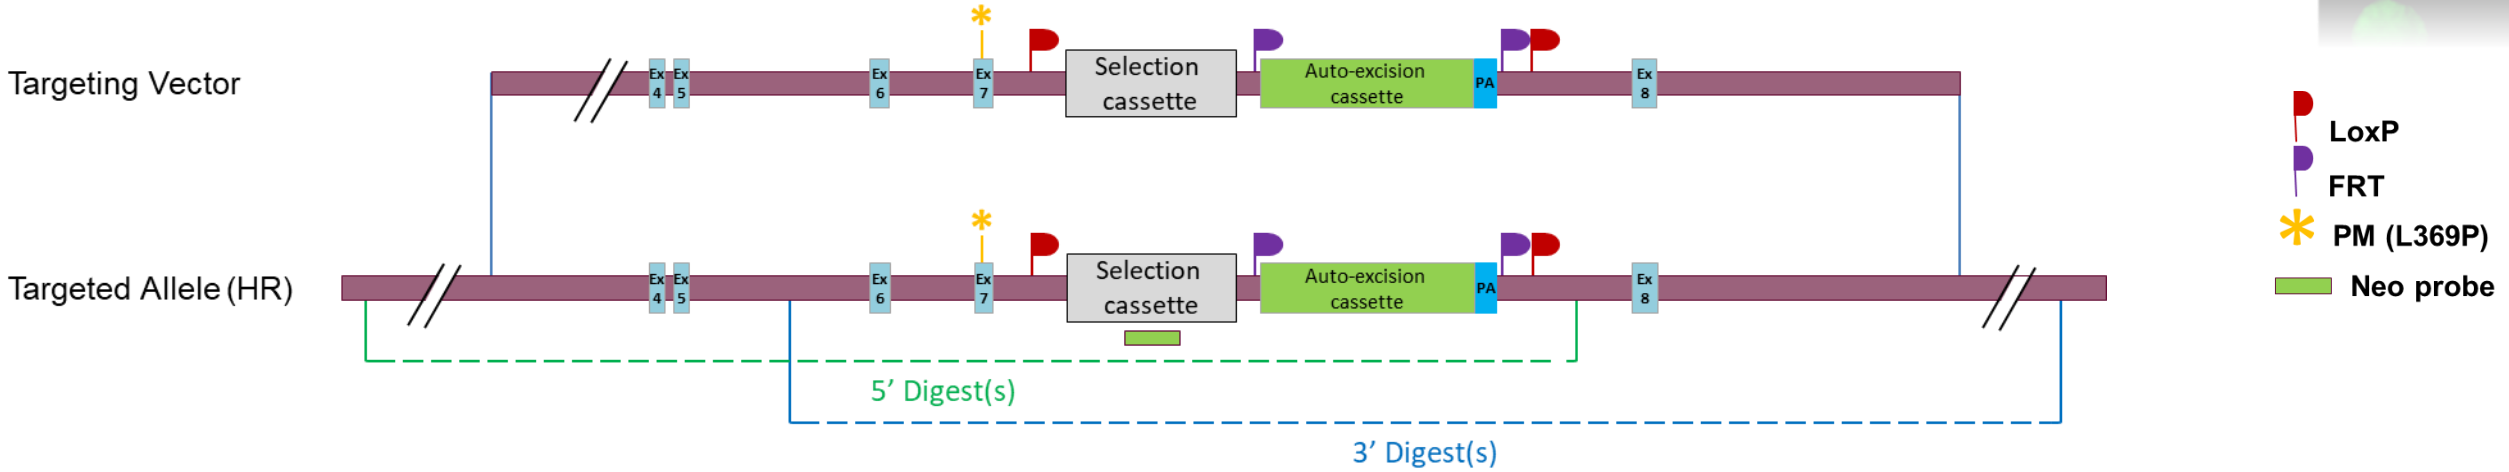 Targeting Vector
Ex
4
Ex
5
Ex
6
*
Ex
7
Selection
cassette
Auto-excision
cassette
PA
Ex
8
Targeted Allele (HR)
Ex
4
Ex
5
Ex
6
*
Ex
7
Selection
cassette
Auto-excision
cassette
PA
Ex
8
5’ Digest(s)
3’ Digest(s)
LoxP
FRT
* PM (L369P)
Neo probe